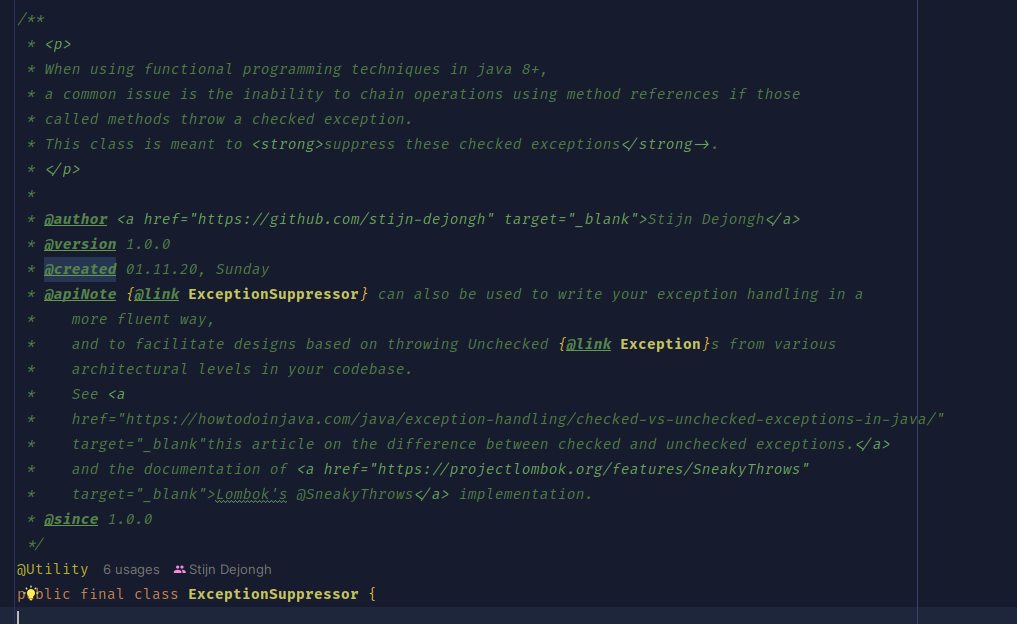 /**
 * <p>
 * When using functional programming techniques in java 8+,
 * a common issue is the inability to chain operations using method references if those
 * called methods throw a checked exception.
 * This class is meant to <strong>suppress these checked exceptions</strong->.
 * </p>
 *
 * @author <a href="https://github.com/stijn-dejongh" target="_blank">Stijn Dejongh</a>
 * @version 1.0.0
 * @created 01.11.20, Sunday
 * @apiNote {@link ExceptionSuppressor} can also be used to write your exception handling in a
 *    more fluent way,
 *    and to facilitate designs based on throwing Unchecked {@link Exception}s from various
 *    architectural levels in your codebase.
 *    See <a
 *    href="https://howtodoinjava.com/java/exception-handling/checked-vs-unchecked-exceptions-in-java/"
 *    target="_blank"this article on the difference between checked and unchecked exceptions.</a>
 *    and the documentation of <a href="https://projectlombok.org/features/SneakyThrows"
 *    target="_blank">Lombok's @SneakyThrows</a> implementation.
 * @since 1.0.0
 */
@Utility 6 usages Stijn Dejongh
public final class ExceptionSuppressor {